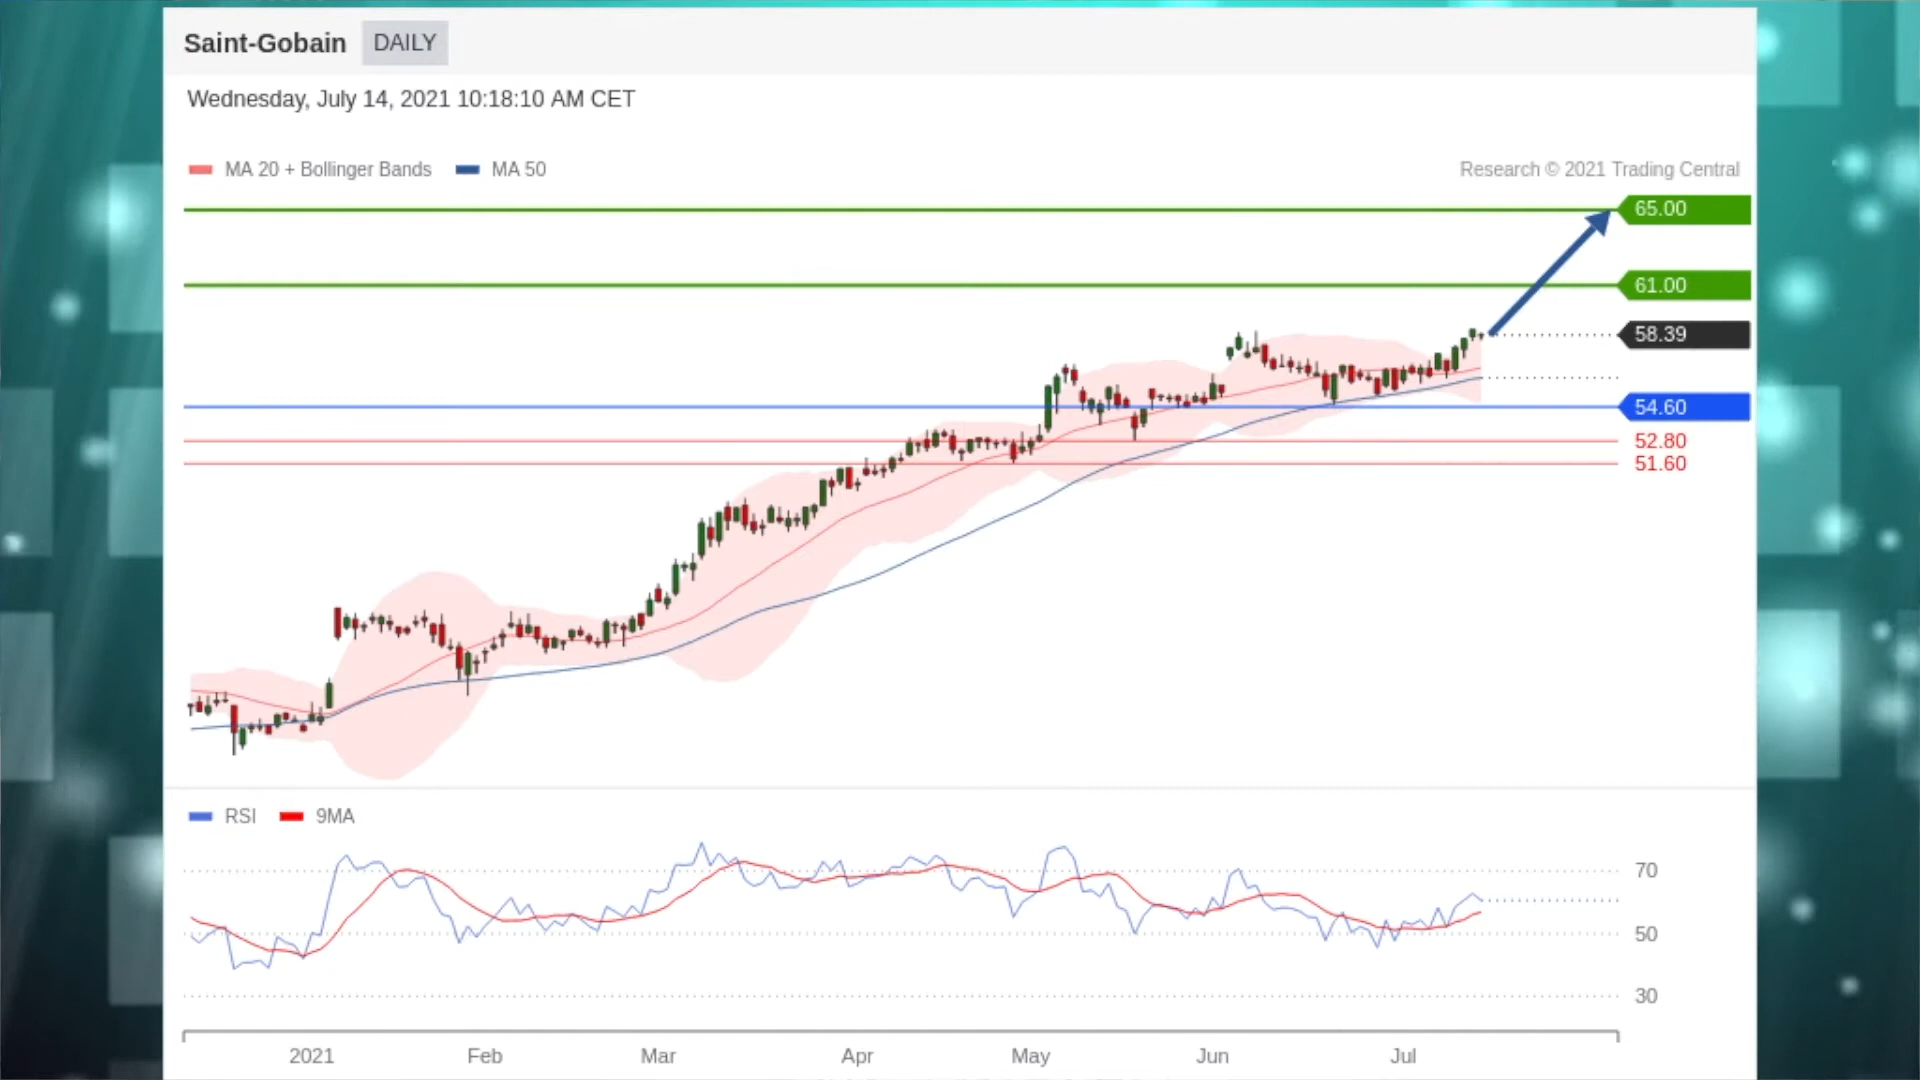 Saint-Gobain DAILY
Wednesday, July 14, 2021 10:18:10 AM CET
MA 20 + Bollinger Bands MA 50
Research © 2021 Trading Central
65.00
61.00
58.39
54.60
52.80
51.60
RSI 9MA
70
50
30
2021 Feb Mar Apr May Jun Jul